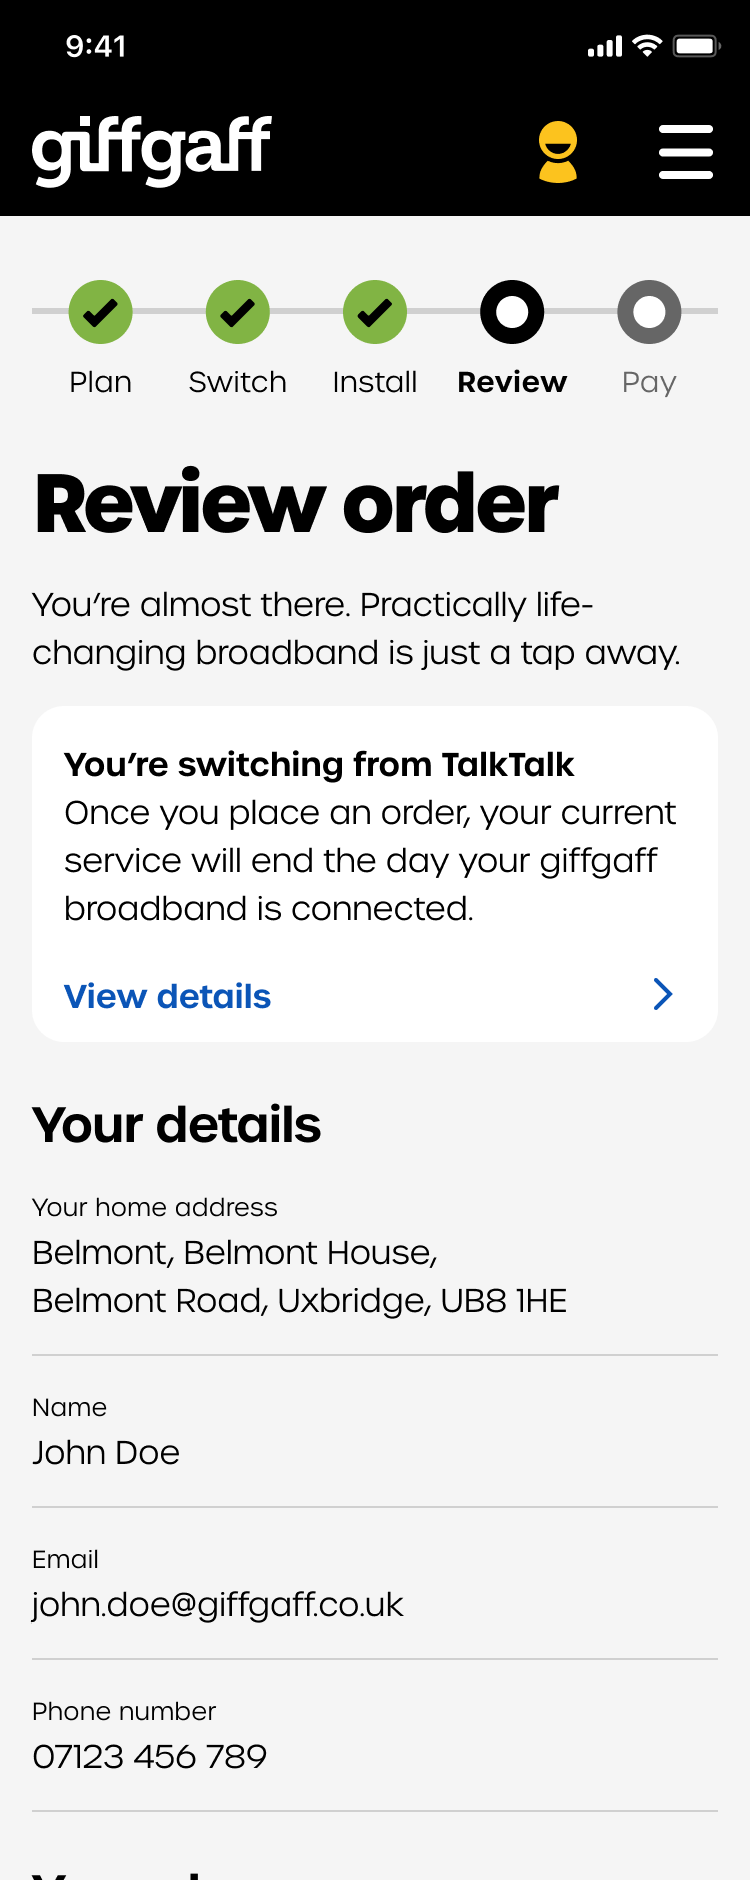 9:41
giffgaff
Plan
Switch
Install
Review
Pay
Review order
You're almost there. Practically life-
changing broadband is just a tap away.
You're switching from TalkTalk
Once you place an order, your current
service will end the day your giffgaff
broadband is connected.
View details
Your details
Your home address
Belmont, Belmont House,
Belmont Road, Uxbridge, UB8 1HE
Name
John Doe
Email
john.doe@giffgaff.co.uk
Phone number
07123 456 789